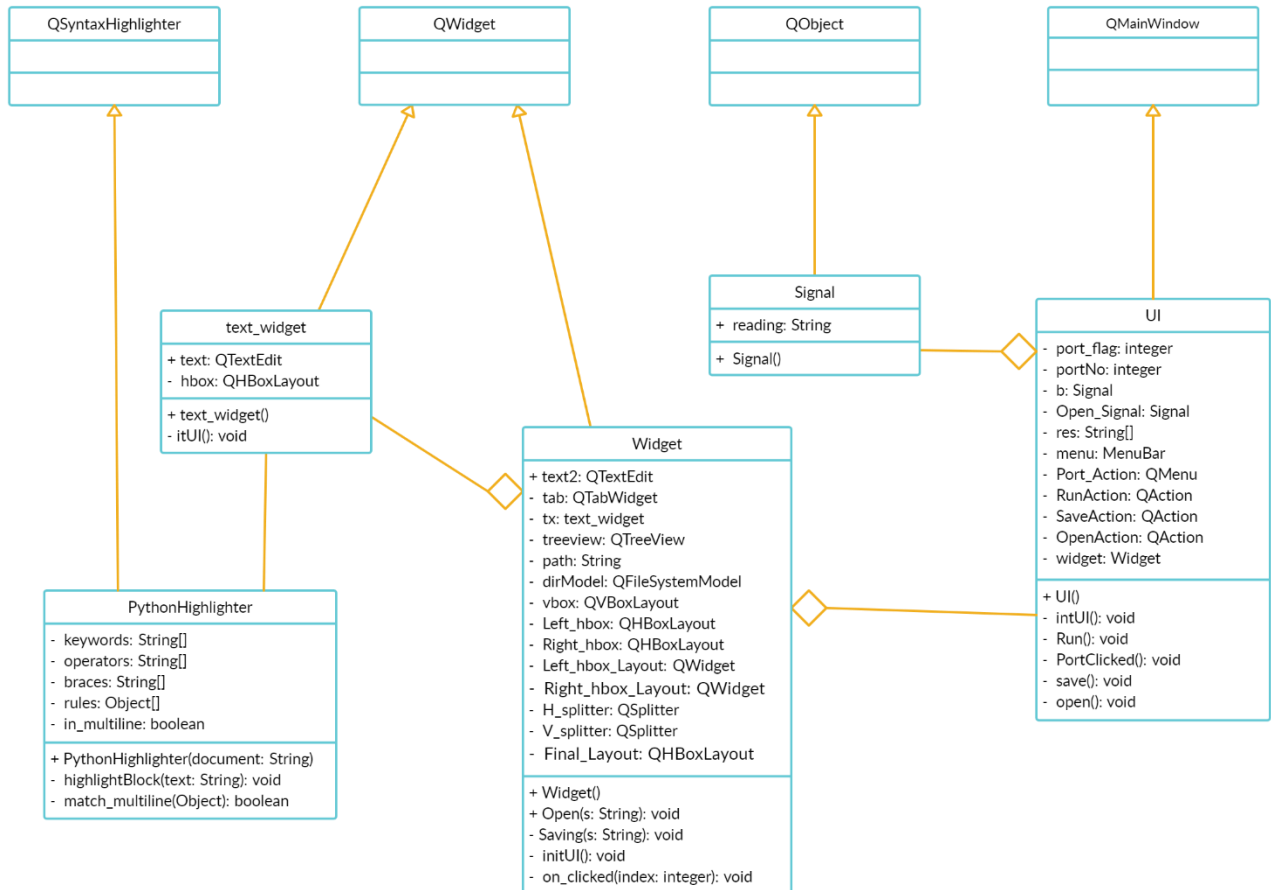 QSyntaxHighlighter
QWidget
QObject
QMainWindow
text_widget
+ text: QTextEdit
- hbox: QHBoxLayout
+ text_widget()
- itUI(): void
Signal
+ reading: String
+ Signal()
UI
- port_flag: integer
- portNo: integer
- b: Signal
- Open_Signal: Signal
- res: String[]
- menu: MenuBar
- Port_Action: QMenu
- RunAction: QAction
- SaveAction: QAction
- OpenAction: QAction
- widget: Widget
+ UI()
- intUI(): void
- Run(): void
- PortClicked(): void
- save(): void
- open(): void
Widget
+ text2: QTextEdit
- tab: QTabWidget
- tx: text_widget
- treeview: QTreeView
- path: String
- dirModel: QFileSystemModel
- vbox: QVBoxLayout
- Left_hbox: QHBoxLayout
- Right_hbox: QHBoxLayout
- Left_hbox_Layout: QWidget
- Right_hbox_Layout: QWidget
- H_splitter: QSplitter
- V_splitter: QSplitter
- Final_Layout: QHBoxLayout
+ Widget()
+ Open(s: String): void
- Saving(s: String): void
- initUI(): void
- on_clicked(index: integer): void
PythonHighlighter
- keywords: String[]
- operators: String[]
- braces: String[]
- rules: Object[]
- in_multiline: boolean
+ PythonHighlighter(document: String)
- highlightBlock(text: String): void
- match_multiline(Object): boolean